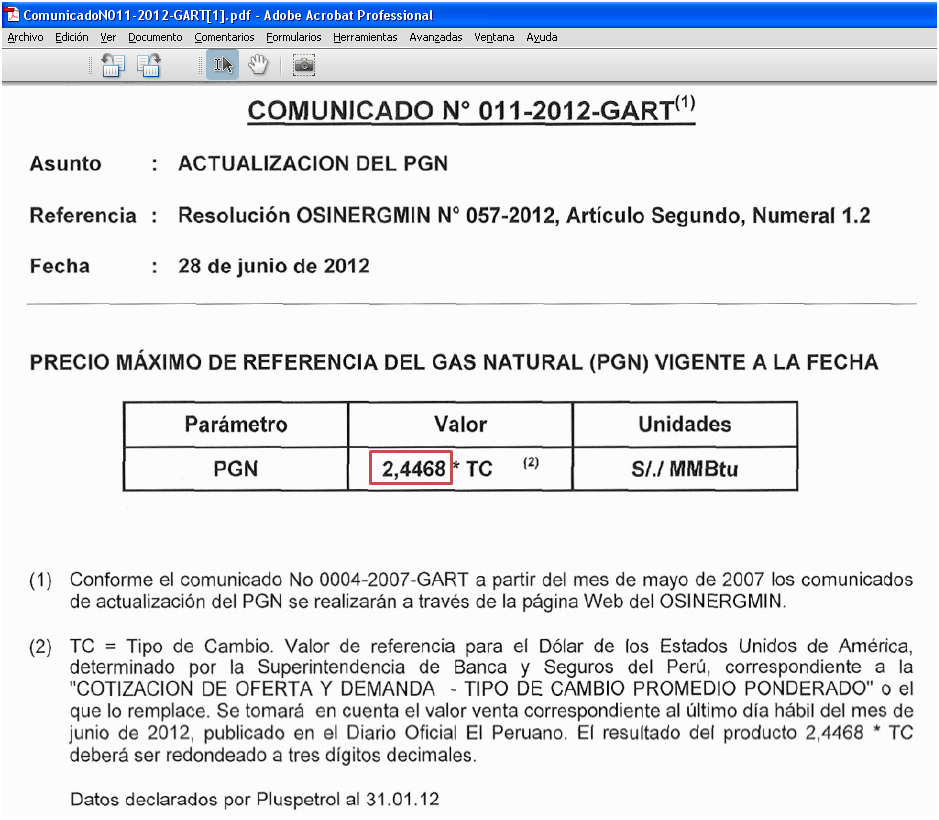 ComunicadoN011-2012-GART[1].pdf - Adobe Acrobat Professional
Archivo Edición Ver Documento Comentarios Formularios Herramientas Avanzadas Ventana Ayuda
COMUNICADO N° 011-2012-GART(1)
Asunto : ACTUALIZACION DEL PGN
Referencia : Resolución OSINERGMIN N° 057-2012, Artículo Segundo, Numeral 1.2
Fecha : 28 de junio de 2012
PRECIO MÁXIMO DE REFERENCIA DEL GAS NATURAL (PGN) VIGENTE A LA FECHA
Parámetro Valor Unidades
PGN 2,4468 * TC (2) S/./ MMBtu
(1) Conforme el comunicado No 0004-2007-GART a partir del mes de mayo de 2007 los comunicados
de actualización del PGN se realizarán a través de la página Web del OSINERGMIN.
(2) TC = Tipo de Cambio. Valor de referencia para el Dólar de los Estados Unidos de América,
determinado por la Superintendencia de Banca y Seguros del Perú, correspondiente a la
"COTIZACION DE OFERTA Y DEMANDA - TIPO DE CAMBIO PROMEDIO PONDERADO" o el
que lo remplace. Se tomará en cuenta el valor venta correspondiente al último día hábil del mes de
junio de 2012, publicado en el Diario Oficial El Peruano. El resultado del producto 2,4468 * TC
deberá ser redondeado a tres dígitos decimales.
Datos declarados por Pluspetrol al 31.01.12